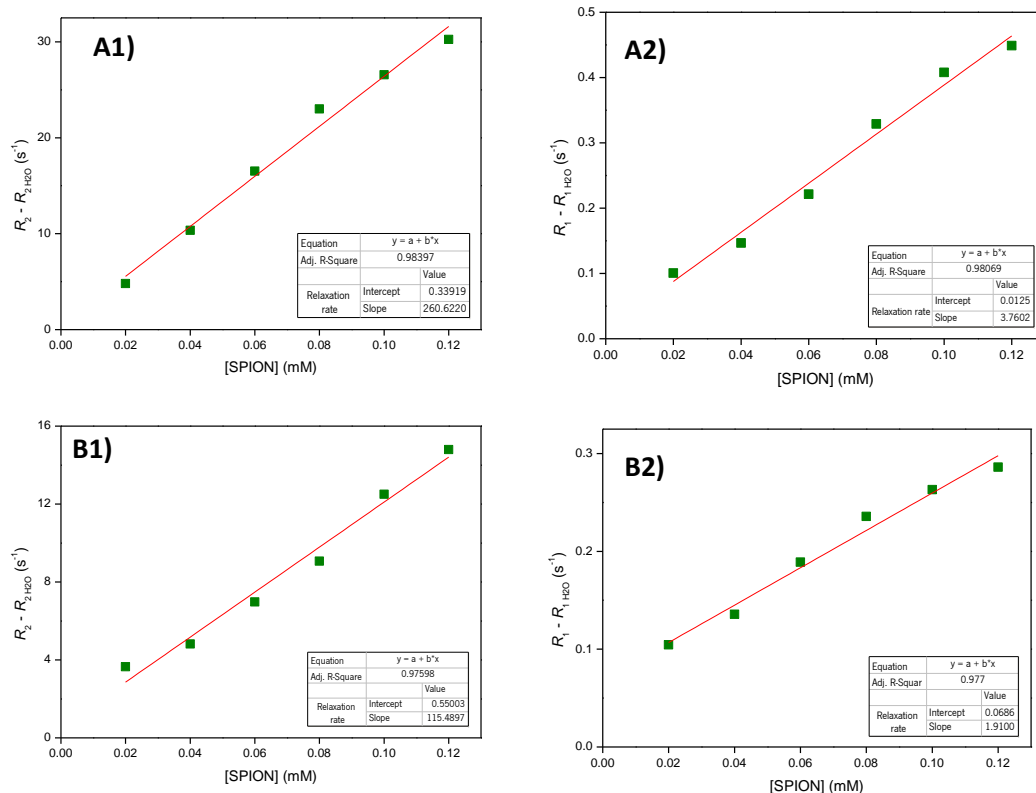 A1)
30
20
10
0
0.00 0.02 0.04 0.06 0.08 0.10 0.12
R2 - R2 H2O (s-1)
[SPION] (mM)
Equation y = a + b*x
Adj. R-Square 0.98397
Value
Relaxation rate Intercept 0.33919
Slope 260.6220
A2)
0.5
0.4
0.3
0.2
0.1
0.0
0.00 0.02 0.04 0.06 0.08 0.10 0.12
R1 - R1 H2O (s-1)
[SPION] (mM)
Equation y = a + b*x
Adj. R-Square 0.98069
Value
Relaxation rate Intercept 0.0125
Slope 3.7602
B1)
16
12
8
4
0
0.00 0.02 0.04 0.06 0.08 0.10 0.12
R2 - R2 H2O (s-1)
[SPION] (mM)
Equation y = a + b*x
Adj. R-Square 0.97598
Value
Relaxation rate Intercept 0.55003
Slope 115.4897
B2)
0.3
0.2
0.1
0.0
0.00 0.02 0.04 0.06 0.08 0.10 0.12
R1 - R1 H2O (s-1)
[SPION] (mM)
Equation y = a + b*x
Adj. R-Squar 0.977
Value
Relaxation rate Intercept 0.0686
Slope 1.9100